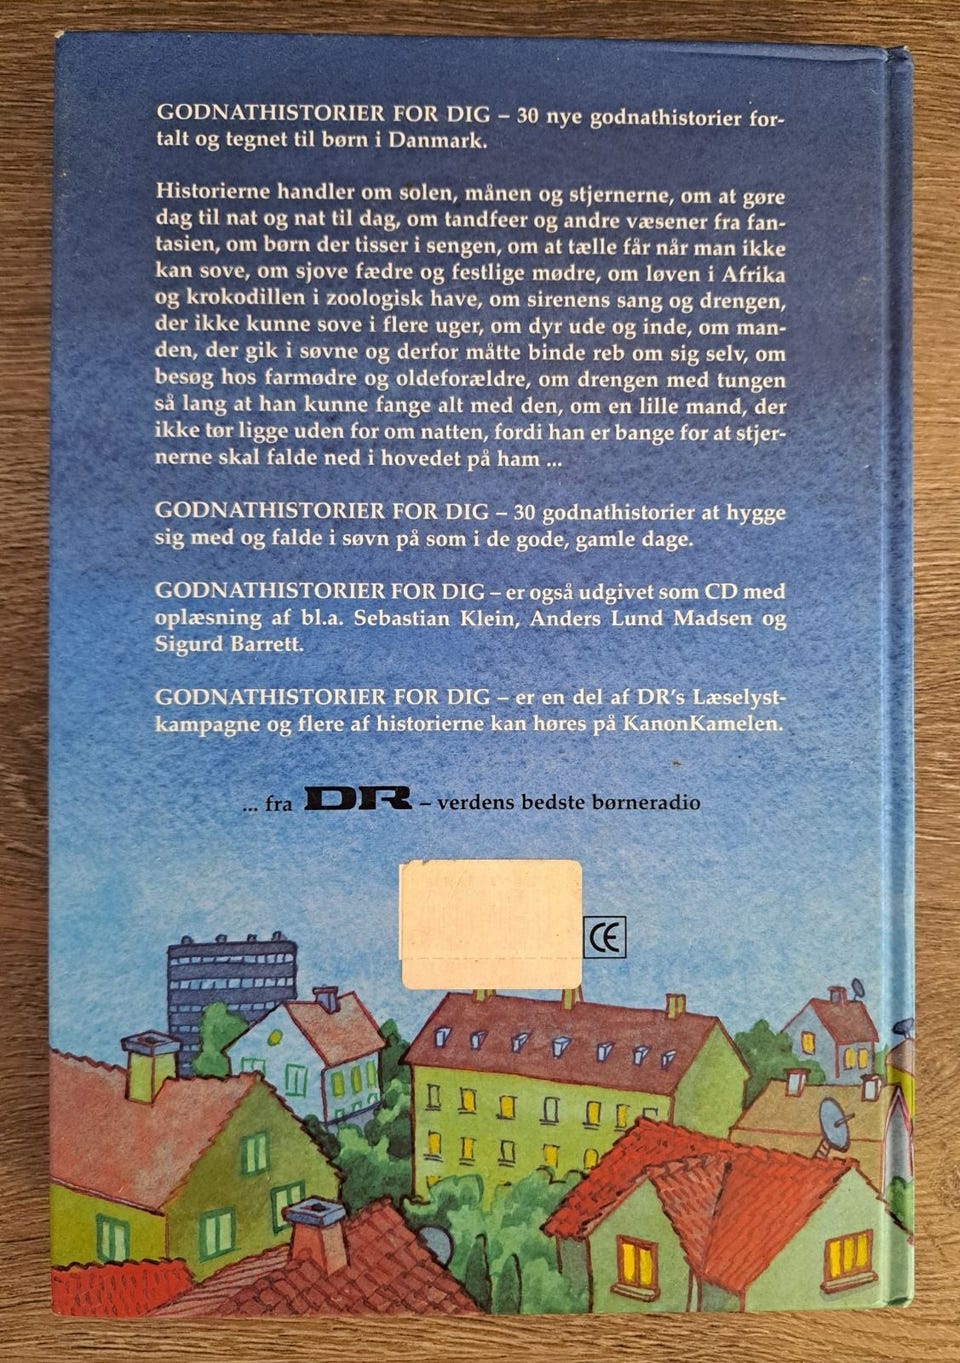 GODNATHISTORIER FOR DIG – 30 nye godnathistorier for-
talt og tegnet til børn i Danmark.
Historierne handler om solen, månen og stjernerne, om at gøre
dag til nat og nat til dag, om tandfeer og andre væsener fra fan-
tasien, om børn der tisser i sengen, om at tælle får når man ikke
kan sove, om sjove fædre og festlige mødre, om løven i Afrika
og krokodillen i zoologisk have, om sirenens sang og drengen,
der ikke kunne sove i flere uger, om dyr ude og inde, om man-
den, der gik i søvne og derfor måtte binde reb om sig selv, om
besøg hos farmødre og oldeforældre, om drengen med tungen
så lang at han kunne fange alt med den, om en lille mand, der
ikke tør ligge uden for om natten, fordi han er bange for at stjer-
nerne skal falde ned i hovedet på ham ...
GODNATHISTORIER FOR DIG – 30 godnathistorier at hygge
sig med og falde i søvn på som i de gode, gamle dage.
GODNATHISTORIER FOR DIG – er også udgivet som CD med
oplæsning af bl.a. Sebastian Klein, Anders Lund Madsen og
Sigurd Barrett.
GODNATHISTORIER FOR DIG – er en del af DR's Læselyst-
kampagne og flere af historierne kan høres på KanonKamelen.
... fra DR – verdens bedste børneradio
CE